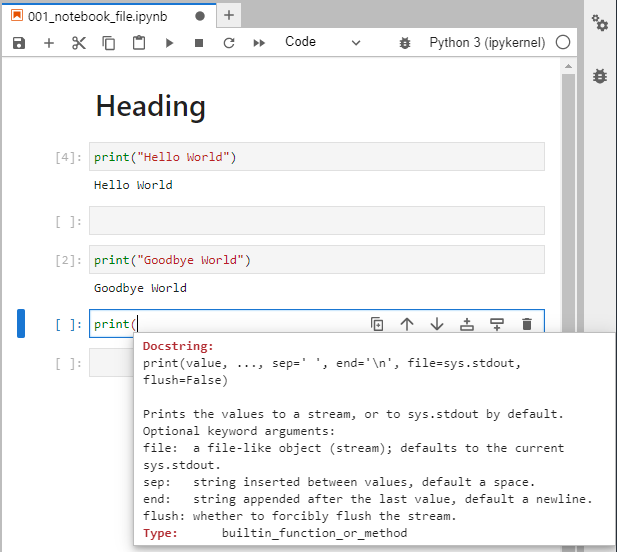 001_notebook_file.ipynb
Code
Python 3 (ipykernel)
Heading
[4]: print("Hello World")
Hello World
[ ]:
[2]: print("Goodbye World")
Goodbye World
[ ]: print(
[ ]:
Docstring:
print(value, ..., sep=' ', end='\n', file=sys.stdout,
flush=False)
Prints the values to a stream, or to sys.stdout by default.
Optional keyword arguments:
file:  a file-like object (stream); defaults to the current
sys.stdout.
sep:   string inserted between values, default a space.
end:   string appended after the last value, default a newline.
flush: whether to forcibly flush the stream.
Type:      builtin_function_or_method